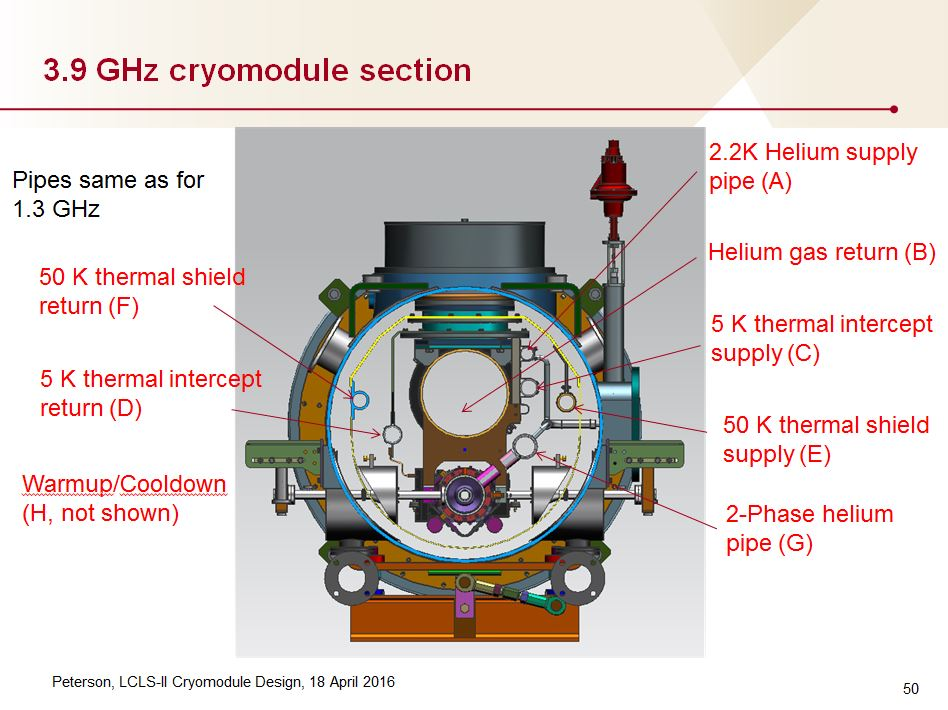 3.9 GHz cryomodule section
Pipes same as for
1.3 GHz
50 K thermal shield
return (F)
5 K thermal intercept
return (D)
Warmup/Cooldown
(H, not shown)
2.2K Helium supply
pipe (A)
Helium gas return (B)
5 K thermal intercept
supply (C)
50 K thermal shield
supply (E)
2-Phase helium
pipe (G)
Peterson, LCLS-II Cryomodule Design, 18 April 2016
50